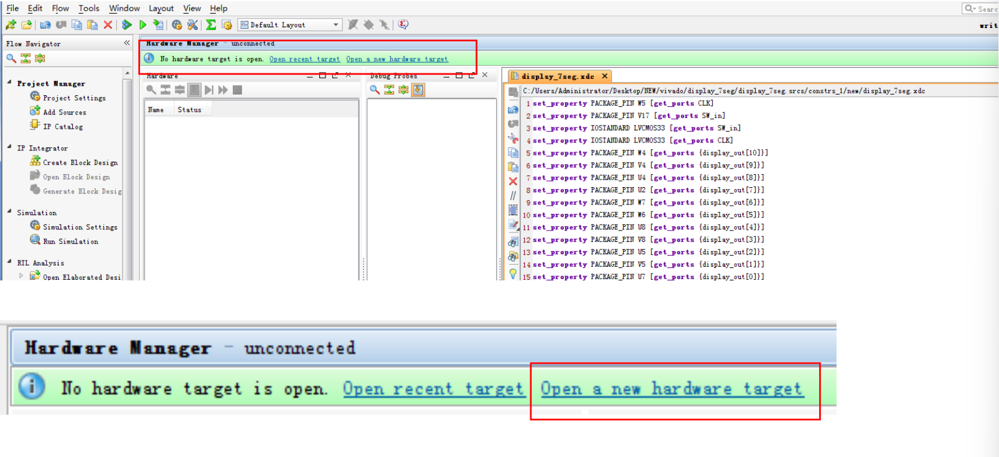 File Edit Flow Tools Window Layout View Help
Default Layout
Flow Navigator
Hardware Manager - unconnected
No hardware target is open. Open recent target Open a new hardware target
Project Manager
Project Settings
Add Sources
IP Catalog
IP Integrator
Create Block Design
Open Block Design
Generate Block Desig
Simulation
Simulation Settings
Run Simulation
RTL Analysis
Open Elaborated Desi
Hardware
Name Status
Debug Probes
display_7seg.xdc
C:/Users/Administrator/Desktop/NEW/vivado/display_7seg/display_7seg.srcs/constrs_1/new/display_7seg.xdc
1 set_property PACKAGE_PIN W5 [get_ports CLK]
2 set_property PACKAGE_PIN V17 [get_ports SW_in]
3 set_property IOSTANDARD LVCMOS33 [get_ports SW_in]
4 set_property IOSTANDARD LVCMOS33 [get_ports CLK]
5 set_property PACKAGE_PIN W4 [get_ports {display_out[10]}]
6 set_property PACKAGE_PIN V4 [get_ports {display_out[9]}]
7 set_property PACKAGE_PIN U4 [get_ports {display_out[8]}]
8 set_property PACKAGE_PIN U2 [get_ports {display_out[7]}]
9 set_property PACKAGE_PIN W7 [get_ports {display_out[6]}]
10 set_property PACKAGE_PIN W6 [get_ports {display_out[5]}]
11 set_property PACKAGE_PIN U8 [get_ports {display_out[4]}]
12 set_property PACKAGE_PIN V8 [get_ports {display_out[3]}]
13 set_property PACKAGE_PIN U5 [get_ports {display_out[2]}]
14 set_property PACKAGE_PIN V5 [get_ports {display_out[1]}]
15 set_property PACKAGE_PIN U7 [get_ports {display_out[0]}]
Searc
writ
Hardware Manager - unconnected
No hardware target is open. Open recent target Open a new hardware target